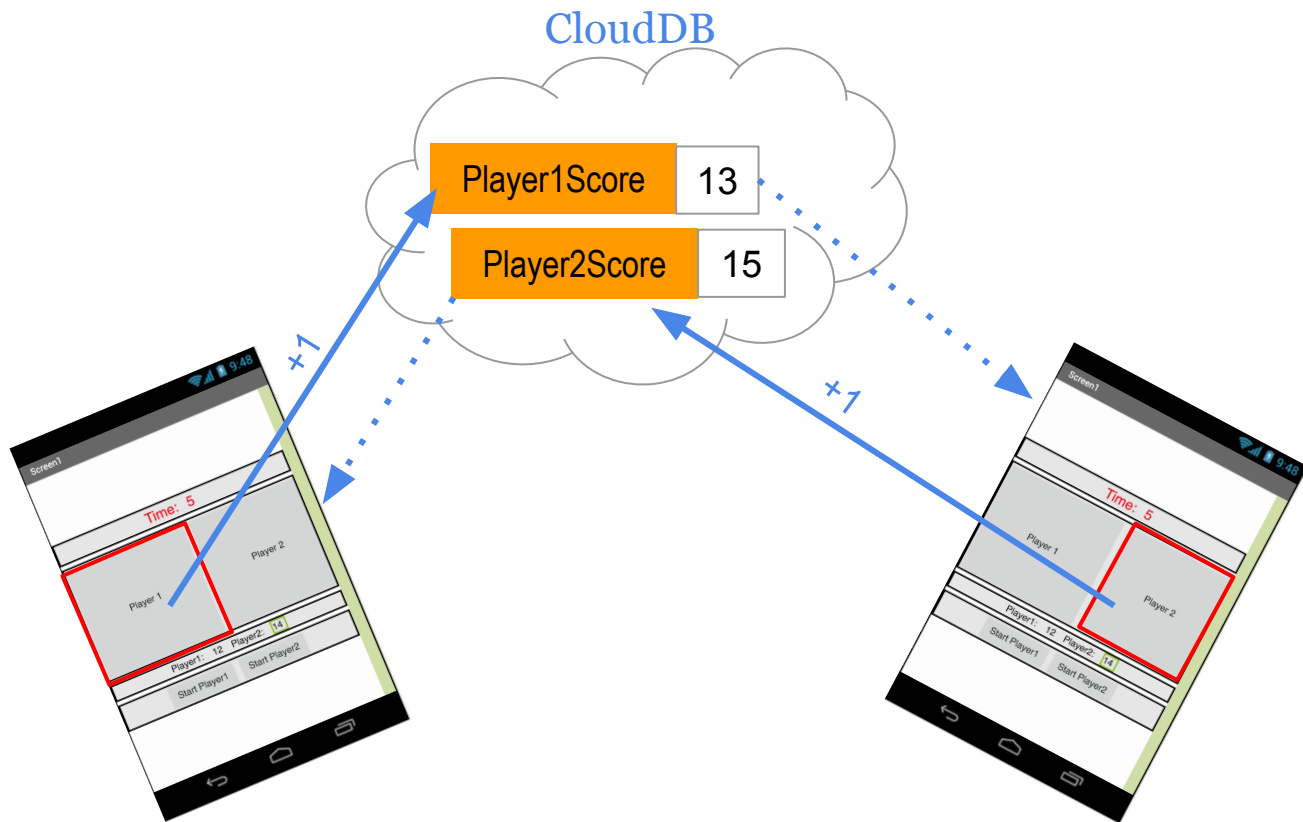 CloudDB
Player1Score 13
Player2Score 15
+1
+1
9:48
Screen1
Time: 5
Player 1 Player 2
Player1: 12 Player2: 14
Start Player1 Start Player2
9:48
Screen1
Time: 5
Player 1 Player 2
Player1: 12 Player2: 14
Start Player1 Start Player2